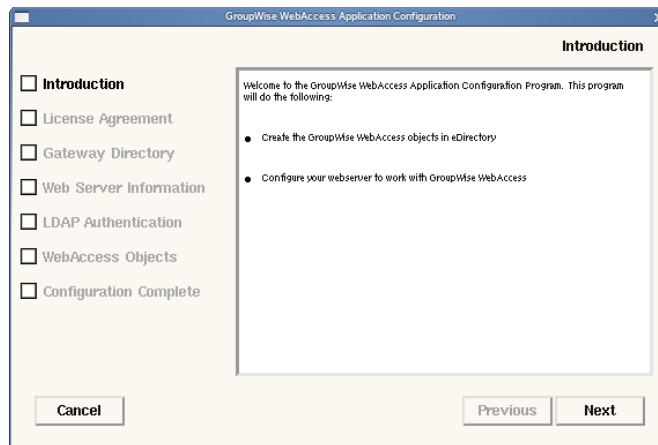 GroupWise WebAccess Application Configuration
Introduction
Introduction
License Agreement
Gateway Directory
Web Server Information
LDAP Authentication
WebAccess Objects
Configuration Complete
Welcome to the GroupWise WebAccess Application Configuration Program. This program
will do the following:
● Create the GroupWise WebAccess objects in eDirectory
● Configure your webserver to work with GroupWise WebAccess
Cancel
Previous
Next